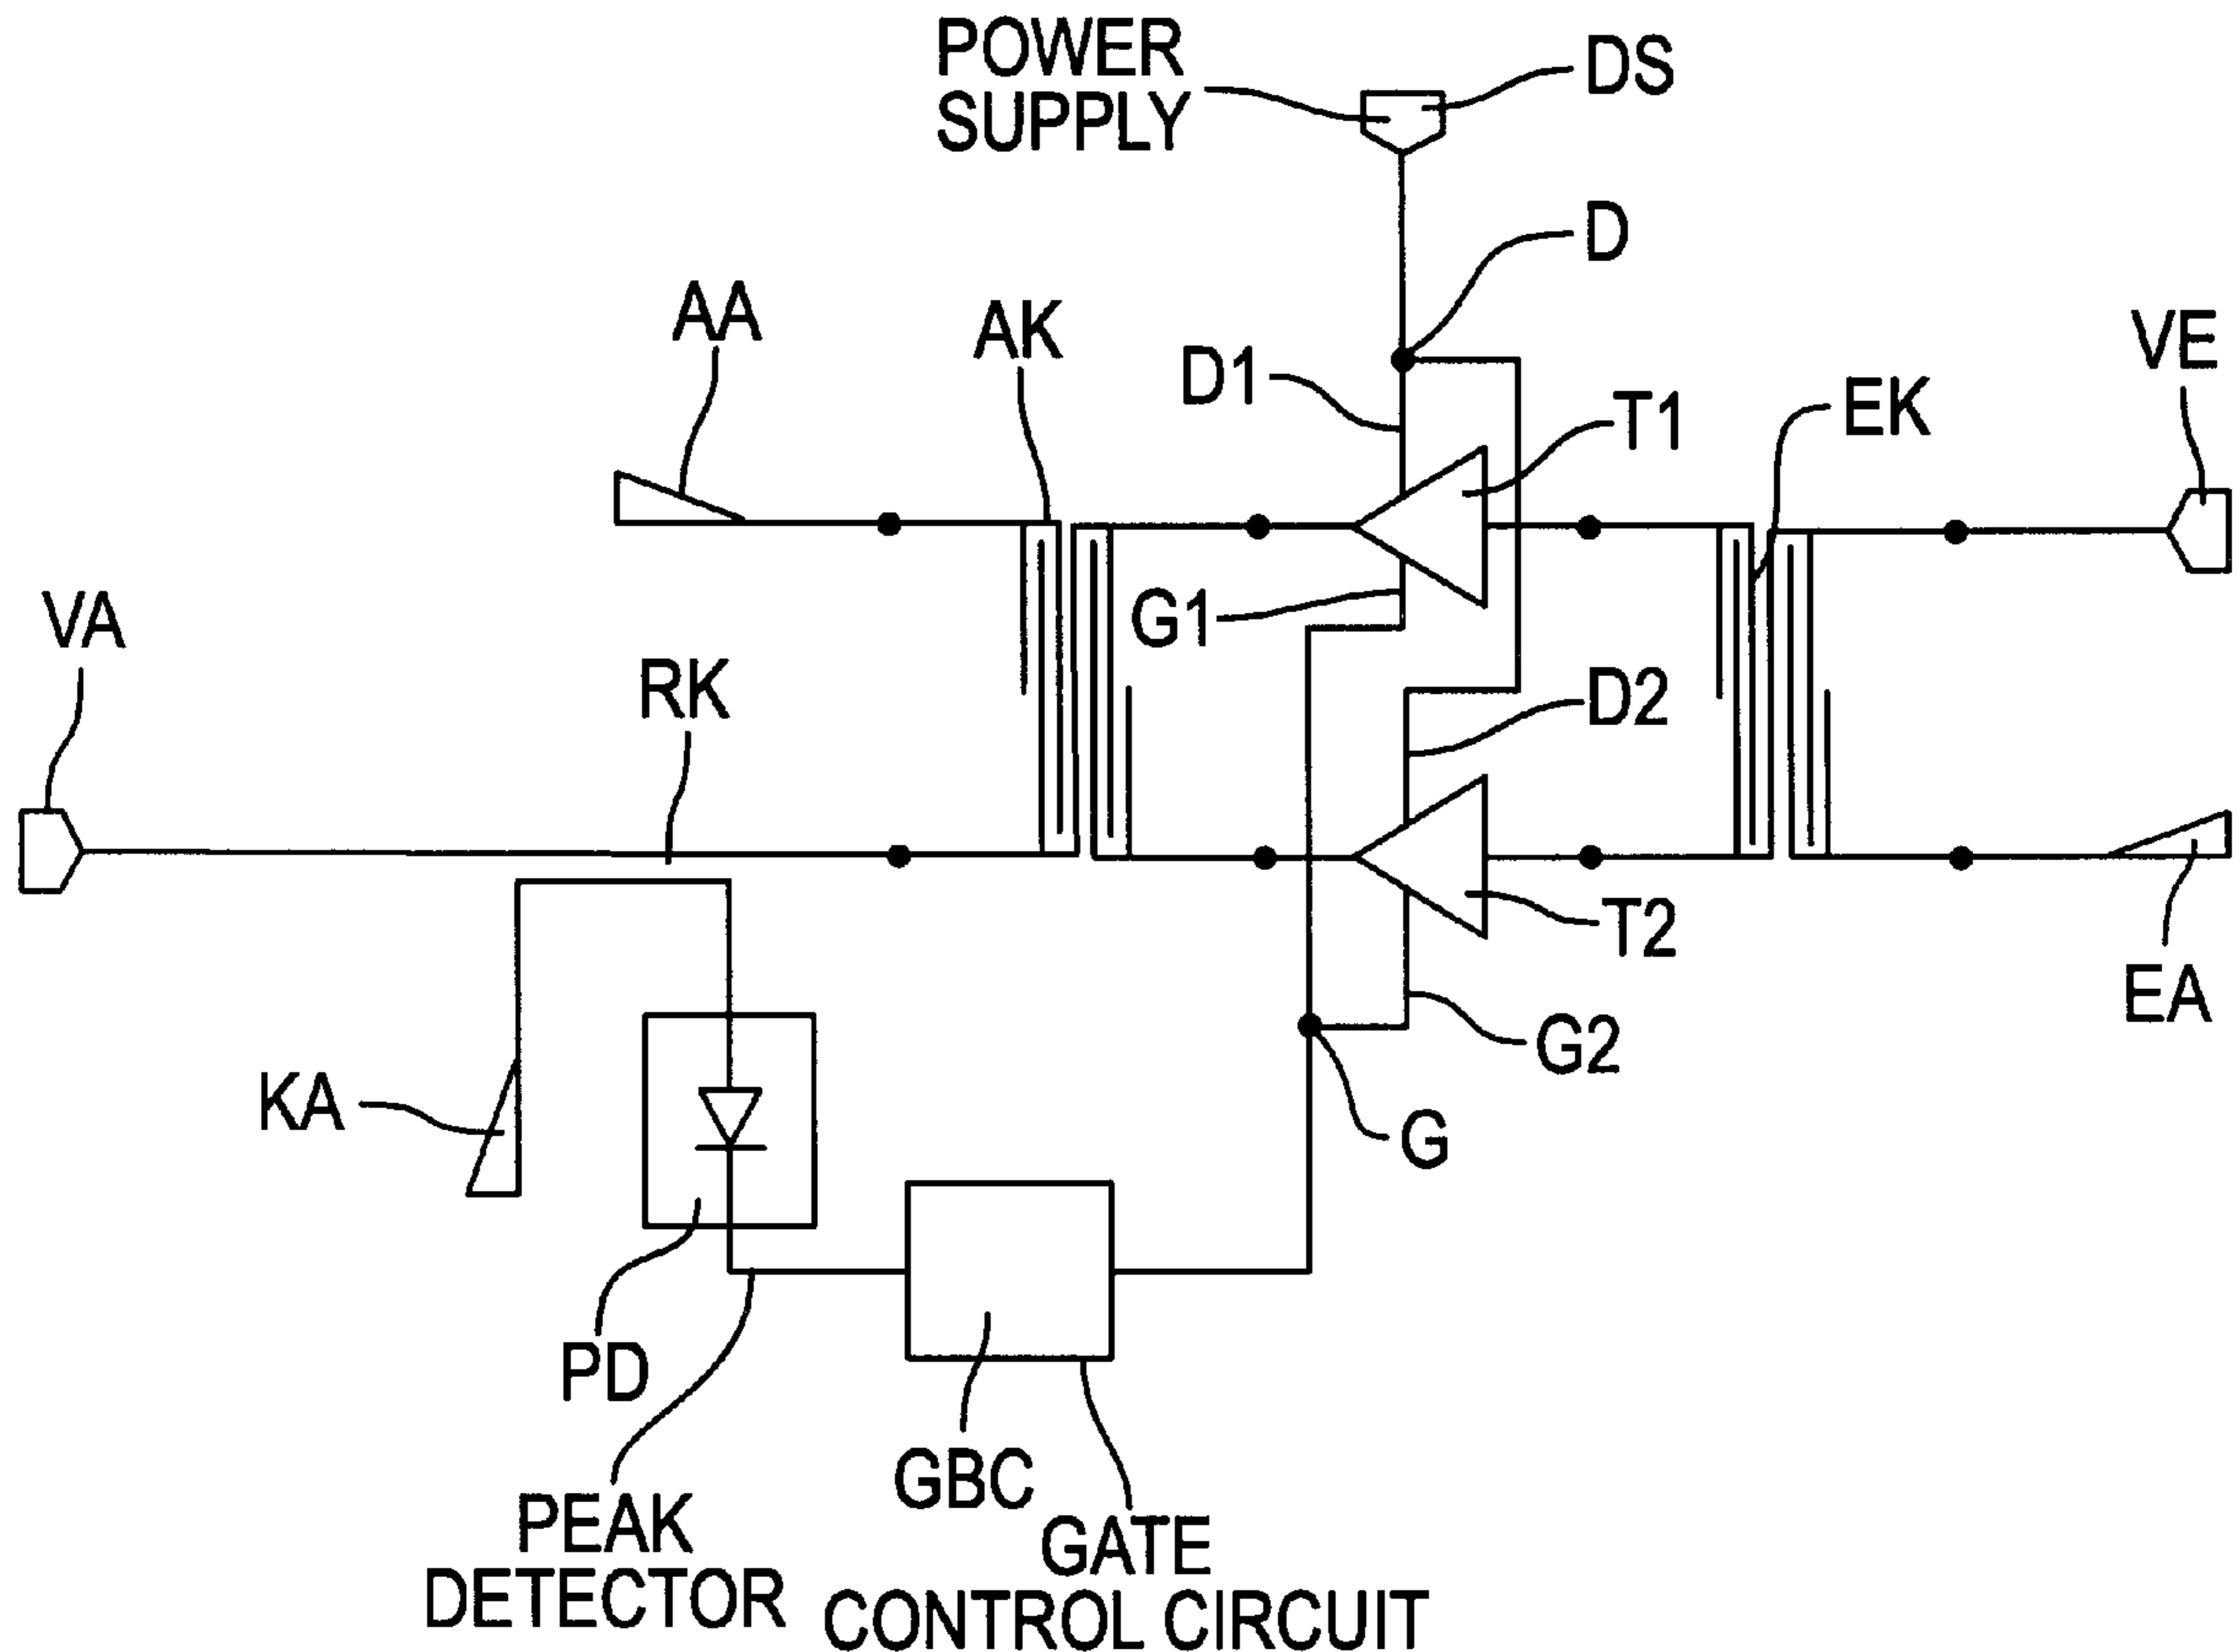 POWER
SUPPLY
DS
D
AA
AK
D1
T1
EK
VE
VA
G1
RK
D2
T2
EA
G2
KA
G
PD
GBC
PEAK
DETECTOR
GATE
CONTROL CIRCUIT